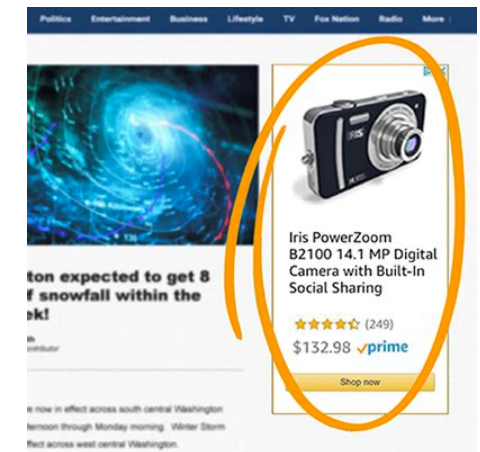 Politics Entertainment Business Lifestyle TV Fox Nation Radio More
IRIS
Iris PowerZoom
B2100 14.1 MP Digital
Camera with Built-In
Social Sharing
(249)
$132.98 prime
Shop now
ton expected to get 8
f snowfall within the
ek!
e now in effect across south central Washington
ternoon through Monday morning. Winter Storm
ffect across west central Washington.